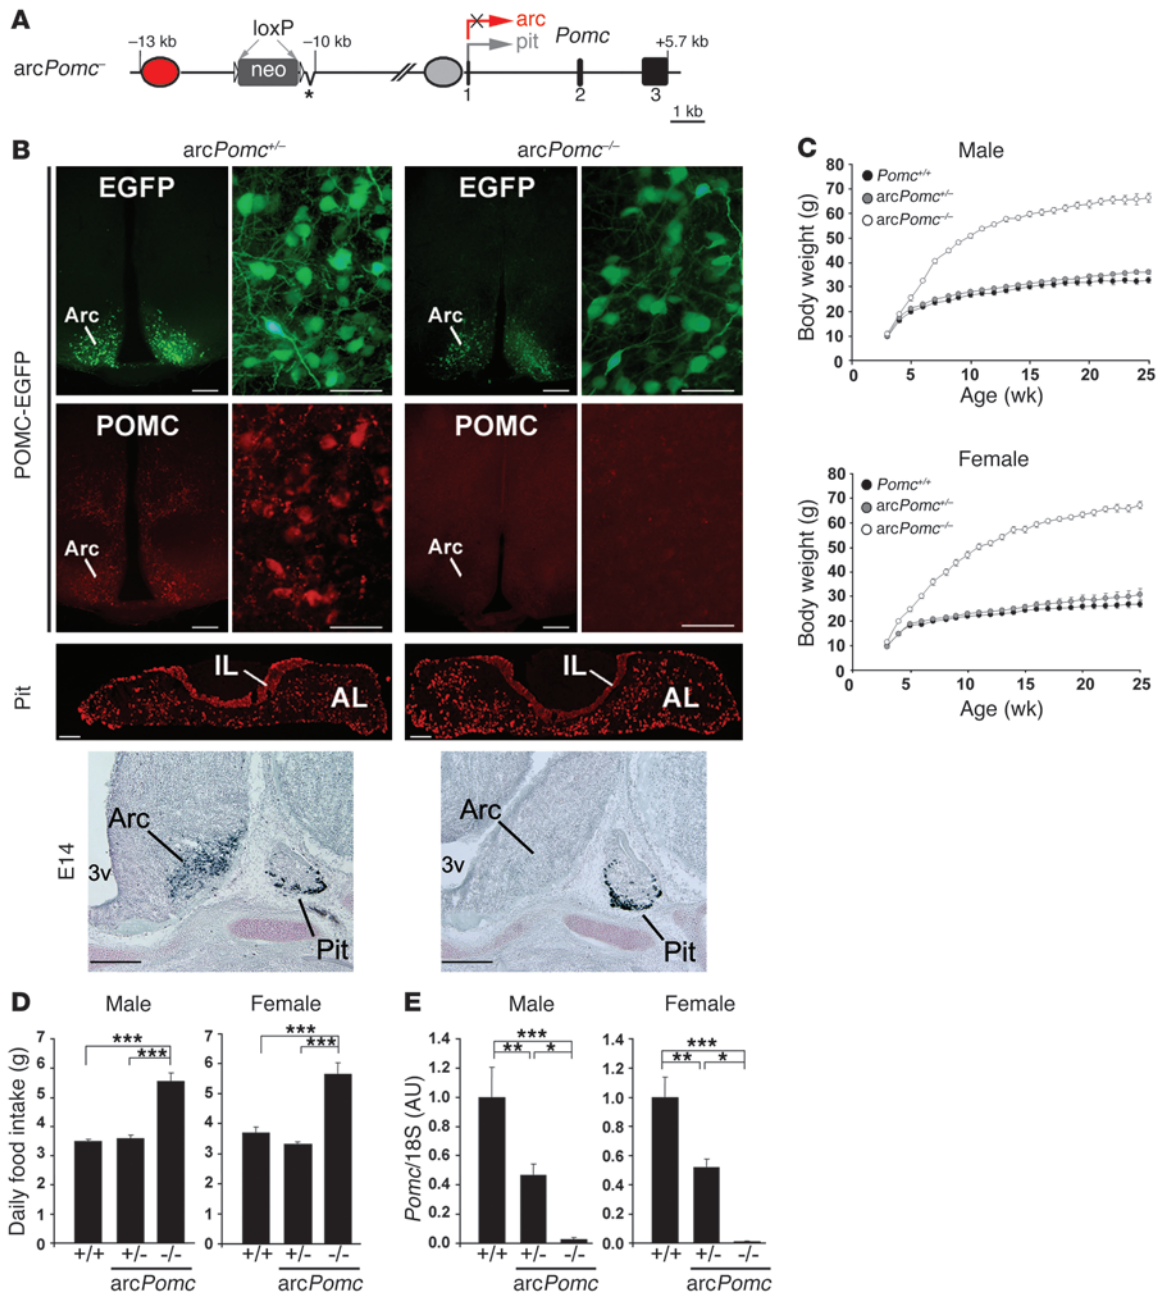 A
loxP
arc
−13 kb
−10 kb
Pomc
+5.7 kb
pit
arcPomc⁻
neo
*
1
2
3
1 kb
B
arcPomc⁺/⁻
arcPomc⁻/⁻
EGFP
EGFP
Arc
Arc
POMC-EGFP
POMC
POMC
Arc
Arc
Pit
IL
AL
IL
AL
E14
Arc
3v
Pit
Arc
3v
Pit
C
Male
Body weight (g)
80
70
60
50
40
30
20
10
0
Pomc⁺/⁺
arcPomc⁺/⁻
arcPomc⁻/⁻
0 5 10 15 20 25
Age (wk)
Female
Body weight (g)
80
70
60
50
40
30
20
10
0
Pomc⁺/⁺
arcPomc⁺/⁻
arcPomc⁻/⁻
0 5 10 15 20 25
Age (wk)
D
Male
Daily food intake (g)
7
6
5
4
3
2
1
0
***
***
+/+ +/- -/-
arcPomc
Female
7
6
5
4
3
2
1
0
***
***
+/+ +/- -/-
arcPomc
E
Male
Pomc/18S (AU)
1.4
1.2
1.0
0.8
0.6
0.4
0.2
0.0
***
** *
+/+ +/- -/-
arcPomc
Female
1.4
1.2
1.0
0.8
0.6
0.4
0.2
0.0
***
** *
+/+ +/- -/-
arcPomc